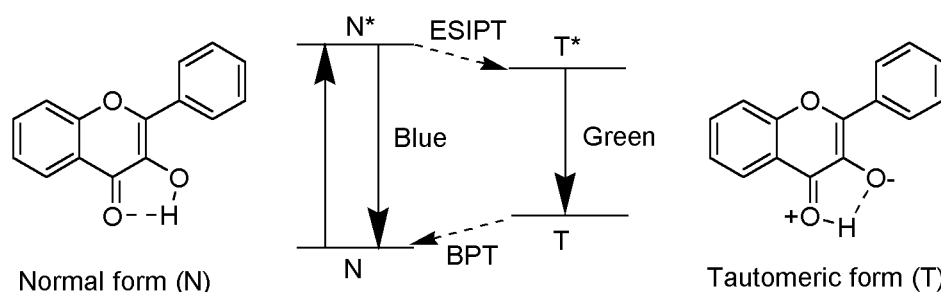 N*
ESIPT
T*
O
O
O
H
Blue
Green
N
BPT
T
O
O-
+O
H
Normal form (N)
Tautomeric form (T)